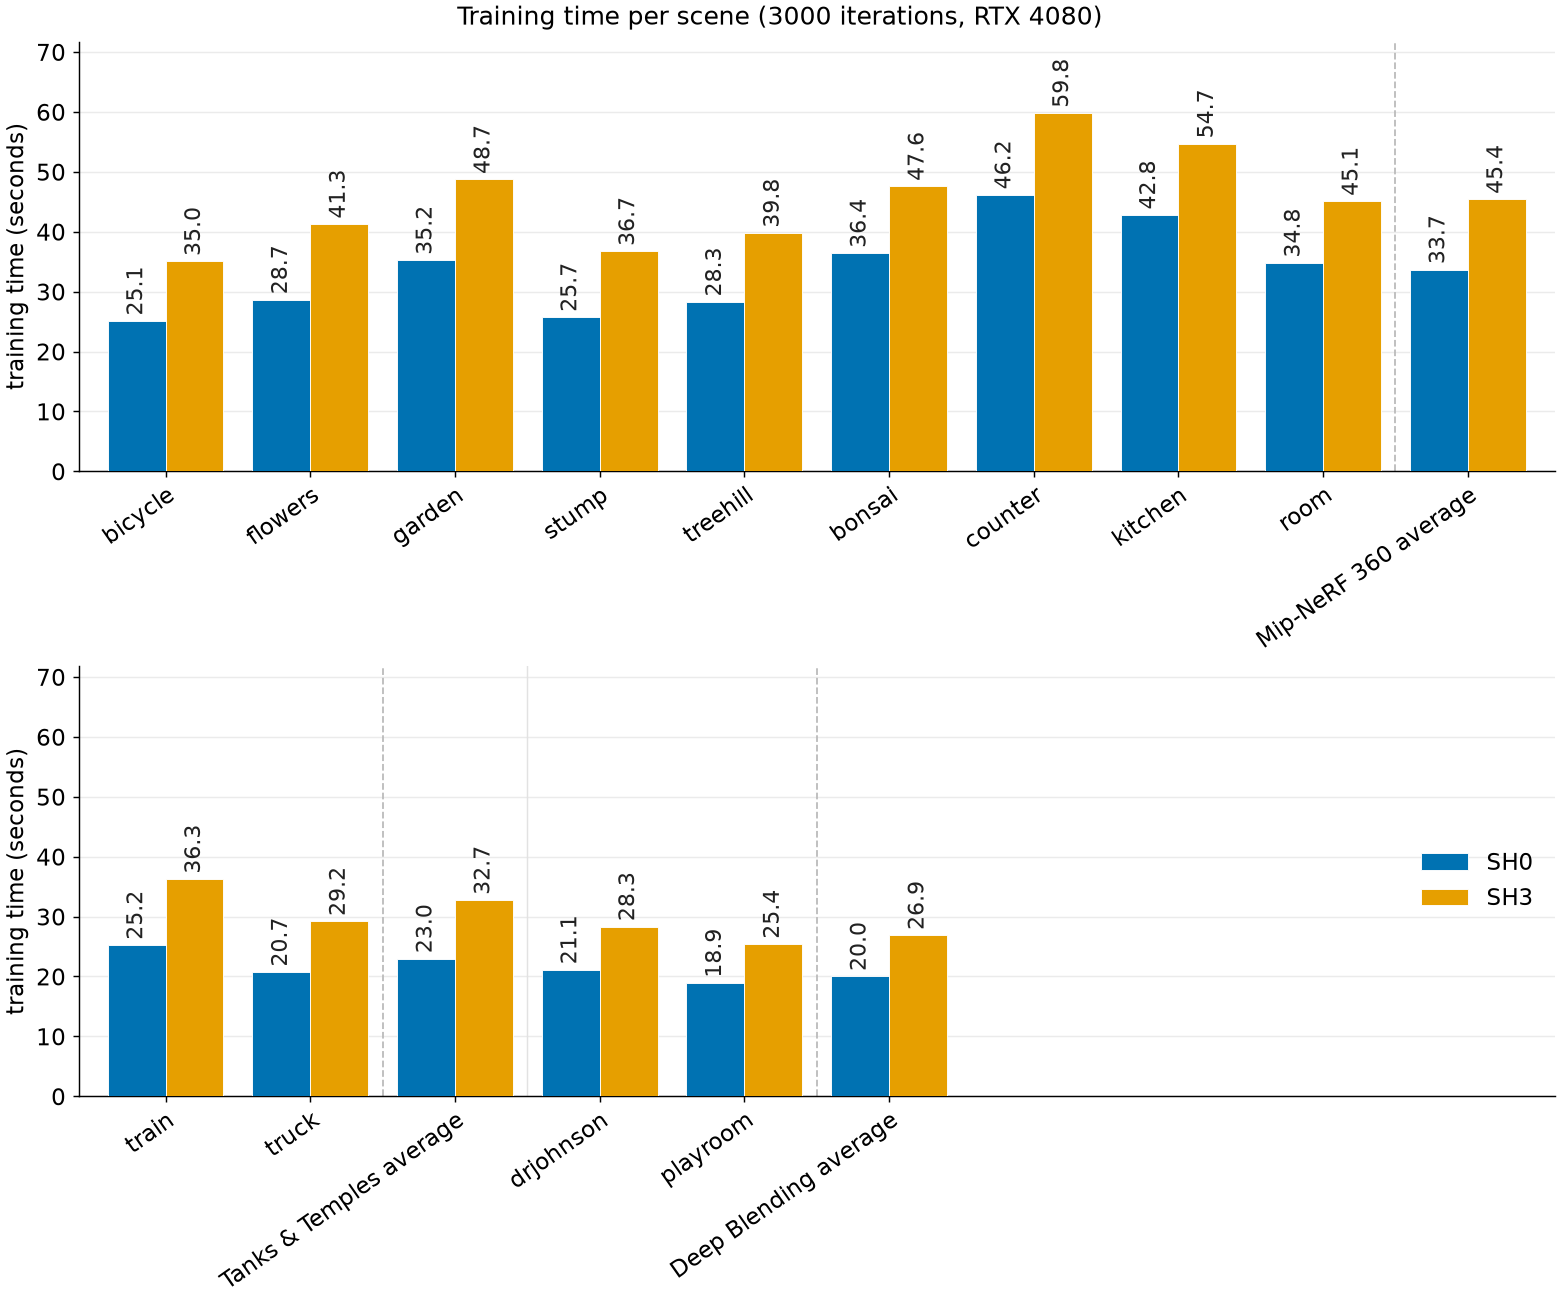 Training time per scene (3000 iterations, RTX 4080)
training time (seconds)
70
60
50
40
30
20
10
0
25.1
35.0
28.7
41.3
35.2
48.7
25.7
36.7
28.3
39.8
36.4
47.6
46.2
59.8
42.8
54.7
34.8
45.1
33.7
45.4
bicycle
flowers
garden
stump
treehill
bonsai
counter
kitchen
room
Mip-NeRF 360 average
training time (seconds)
70
60
50
40
30
20
10
0
25.2
36.3
20.7
29.2
23.0
32.7
21.1
28.3
18.9
25.4
20.0
26.9
SH0
SH3
train
truck
Tanks & Temples average
drjohnson
playroom
Deep Blending average